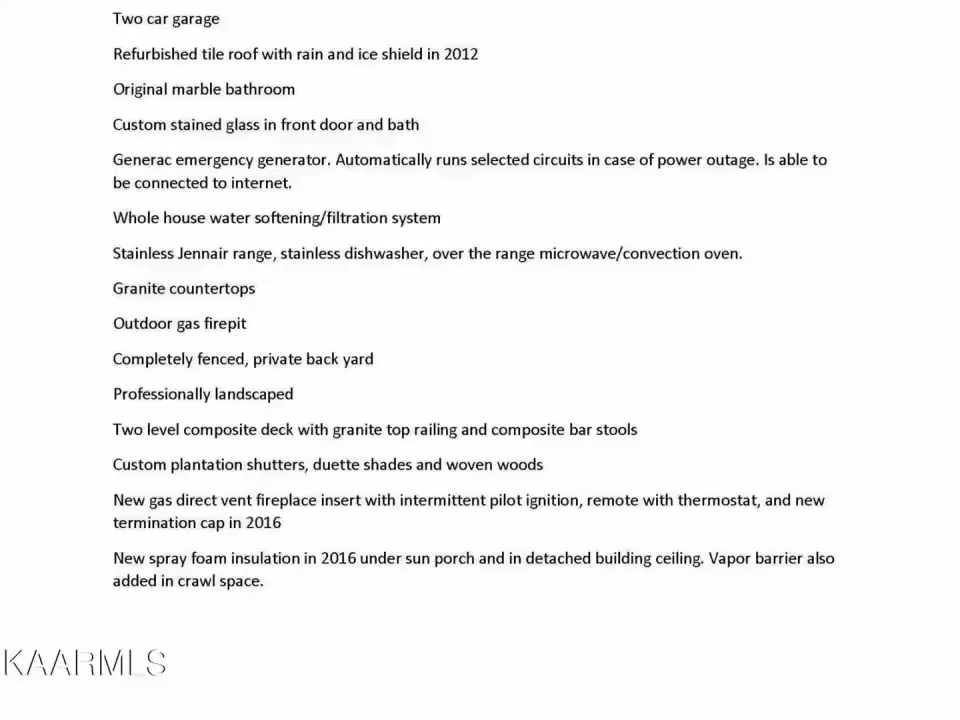 Two car garage
Refurbished tile roof with rain and ice shield in 2012
Original marble bathroom
Custom stained glass in front door and bath
Generac emergency generator. Automatically runs selected circuits in case of power outage. Is able to
be connected to internet.
Whole house water softening/filtration system
Stainless Jennair range, stainless dishwasher, over the range microwave/convection oven.
Granite countertops
Outdoor gas firepit
Completely fenced, private back yard
Professionally landscaped
Two level composite deck with granite top railing and composite bar stools
Custom plantation shutters, duette shades and woven woods
New gas direct vent fireplace insert with intermittent pilot ignition, remote with thermostat, and new
termination cap in 2016
New spray foam insulation in 2016 under sun porch and in detached building ceiling. Vapor barrier also
added in crawl space.
KAARMLS